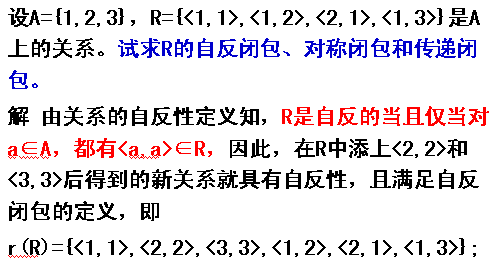 设A={1,2,3}，R={<1,1>,<1,2>,<2,1>,<1,3>}是A
上的关系。试求R的自反闭包、对称闭包和传递闭
包。
解 由关系的自反性定义知，R是自反的当且仅当对
a∈A，都有<a,a>∈R，因此，在R中添上<2,2>和
<3,3>后得到的新关系就具有自反性，且满足自反
闭包的定义，即
r(R)={<1,1>,<2,2>,<3,3>,<1,2>,<2,1>,<1,3>}；